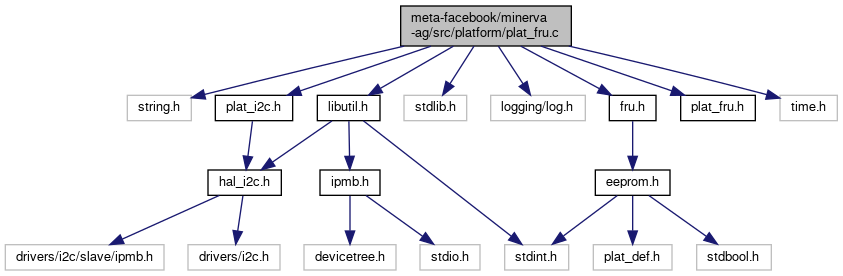 meta-facebook/minerva
-ag/src/platform/plat_fru.c
string.h
plat_i2c.h
libutil.h
stdlib.h
logging/log.h
fru.h
plat_fru.h
time.h
hal_i2c.h
ipmb.h
eeprom.h
drivers/i2c/slave/ipmb.h
drivers/i2c.h
devicetree.h
stdio.h
stdint.h
plat_def.h
stdbool.h